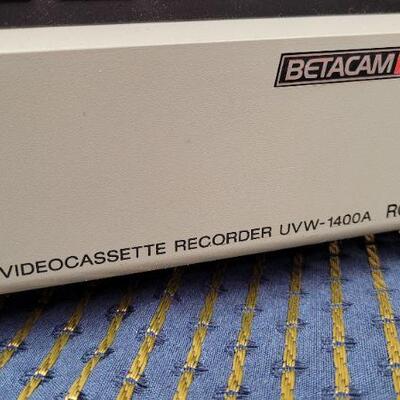 BETACAM
VIDEOCASSETTE RECORDER UVW-1400A